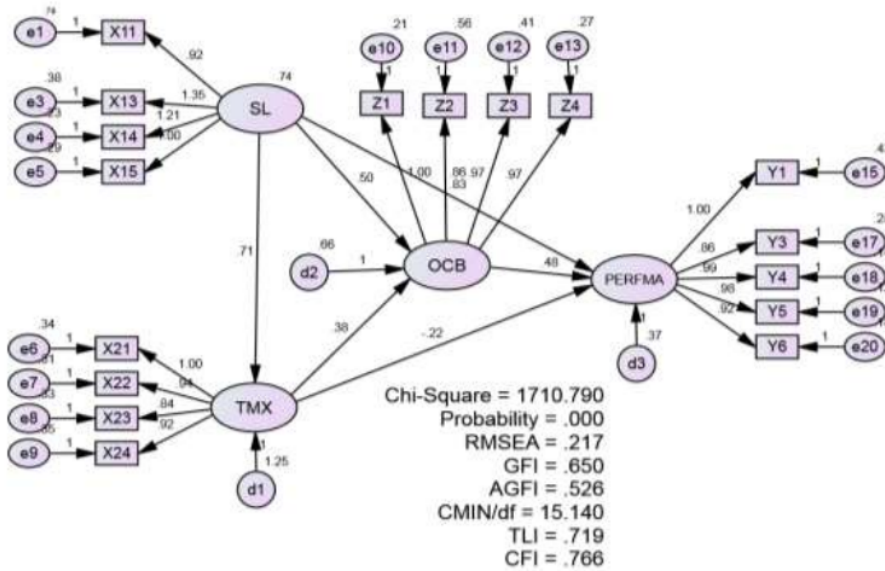 .74
e1 1 X11
.92
.38
e3 1 X13
1.35
.23
e4 1 X14
1.21
.29
e5 1 X15
1.00
SL
.74
.21 .56 .41 .27
e10 e11 e12 e13
1 1 1 1
Z1 Z2 Z3 Z4
1.00 .86 .97 .97
.83
.50
.71
.66
d2 1
OCB
.48
.38
-.22
PERFMA
1
.37
d3
1.00 Y1 1 e15
.86 Y3 1 e17
.99 Y4 1 e18
.98 Y5 1 e19
.92 Y6 1 e20
.34
e6 1 X21
1.00
e7 1 X22
.94
e8 1 X23
.84
e9 1 X24
.92
TMX
1
1.25
d1
Chi-Square = 1710.790
Probability = .000
RMSEA = .217
GFI = .650
AGFI = .526
CMIN/df = 15.140
TLI = .719
CFI = .766